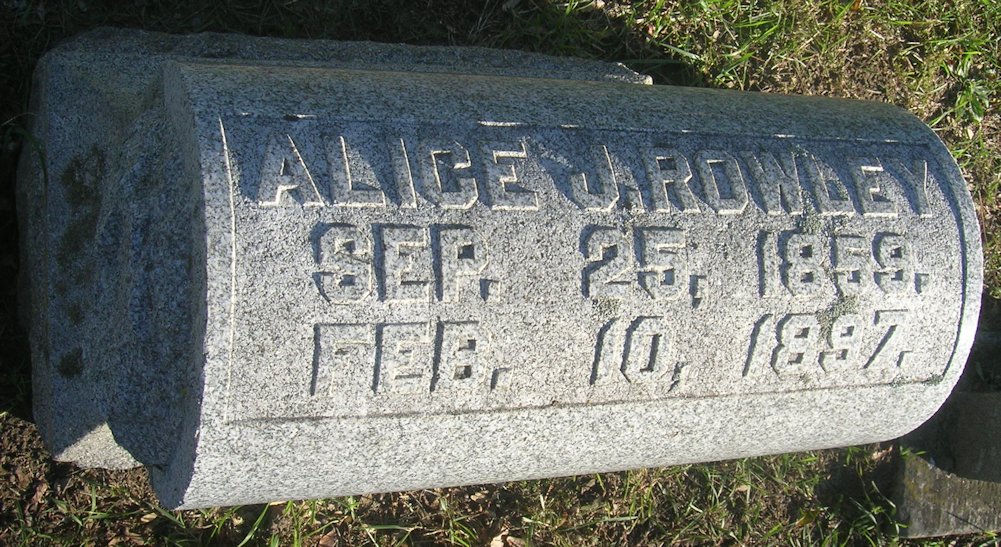 ALICE J. ROWLEY
SEP. 25, 1859.
FEB. 10, 1897.